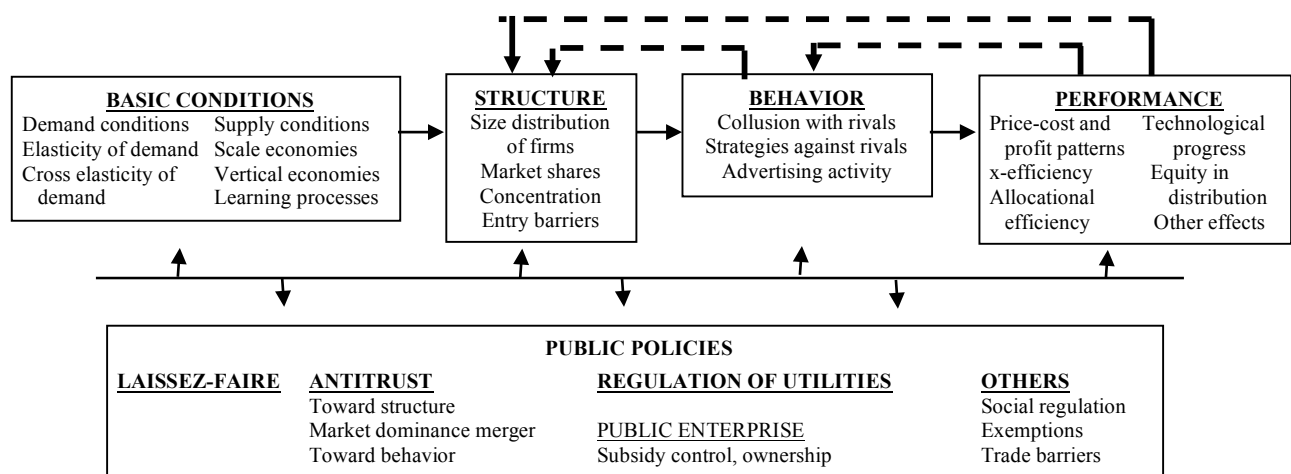 BASIC CONDITIONS
Demand conditions
Elasticity of demand
Cross elasticity of
demand
Supply conditions
Scale economies
Vertical economies
Learning processes
STRUCTURE
Size distribution
of firms
Market shares
Concentration
Entry barriers
BEHAVIOR
Collusion with rivals
Strategies against rivals
Advertising activity
PERFORMANCE
Price-cost and
profit patterns
x-efficiency
Allocational
efficiency
Technological
progress
Equity in
distribution
Other effects
PUBLIC POLICIES
LAISSEZ-FAIRE
ANTITRUST
Toward structure
Market dominance merger
Toward behavior
REGULATION OF UTILITIES
PUBLIC ENTERPRISE
Subsidy control, ownership
OTHERS
Social regulation
Exemptions
Trade barriers